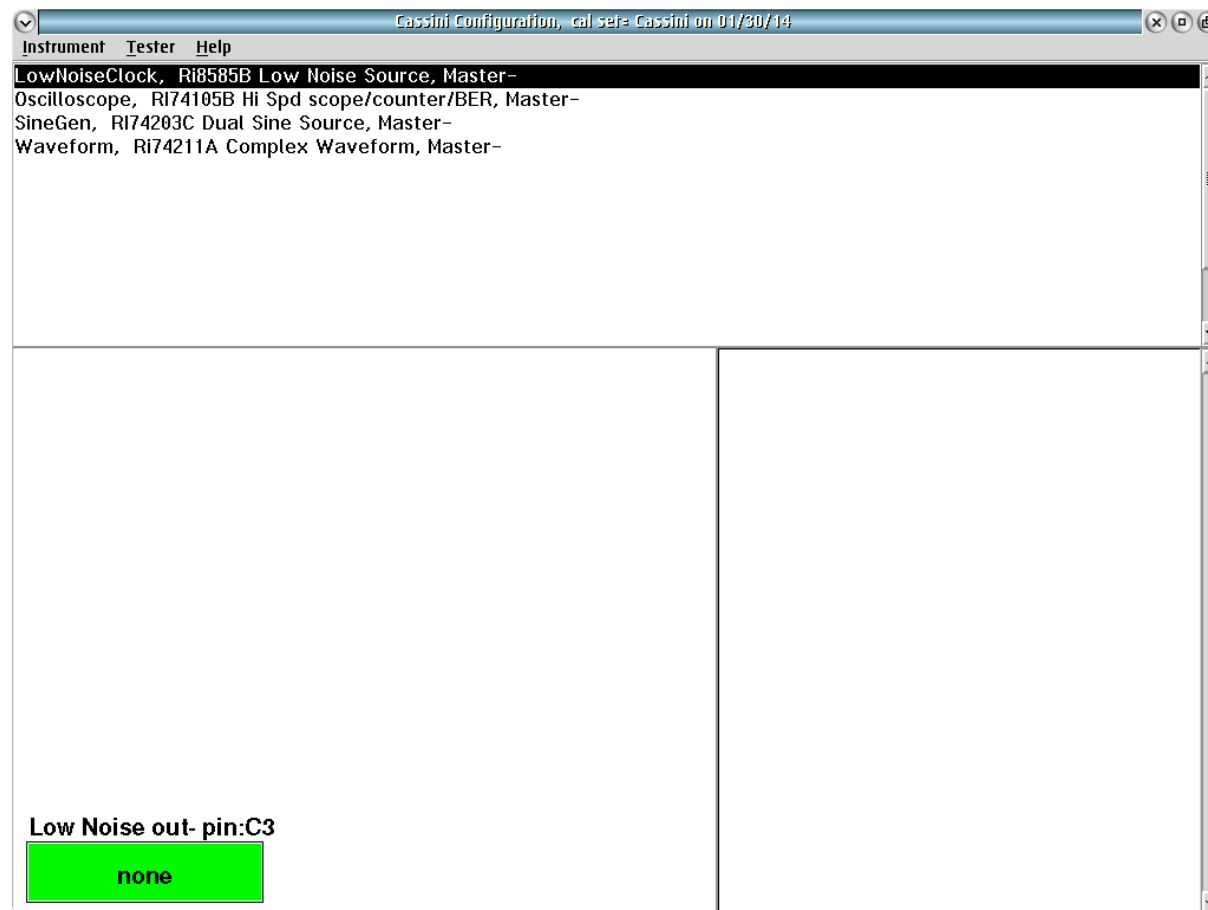 Cassini Configuration, cal set= Cassini on 01/30/14
Instrument Tester Help
LowNoiseClock, Ri8585B Low Noise Source, Master-
Oscilloscope, RI74105B Hi Spd scope/counter/BER, Master-
SineGen, RI74203C Dual Sine Source, Master-
Waveform, Ri74211A Complex Waveform, Master-
Low Noise out- pin:C3
none